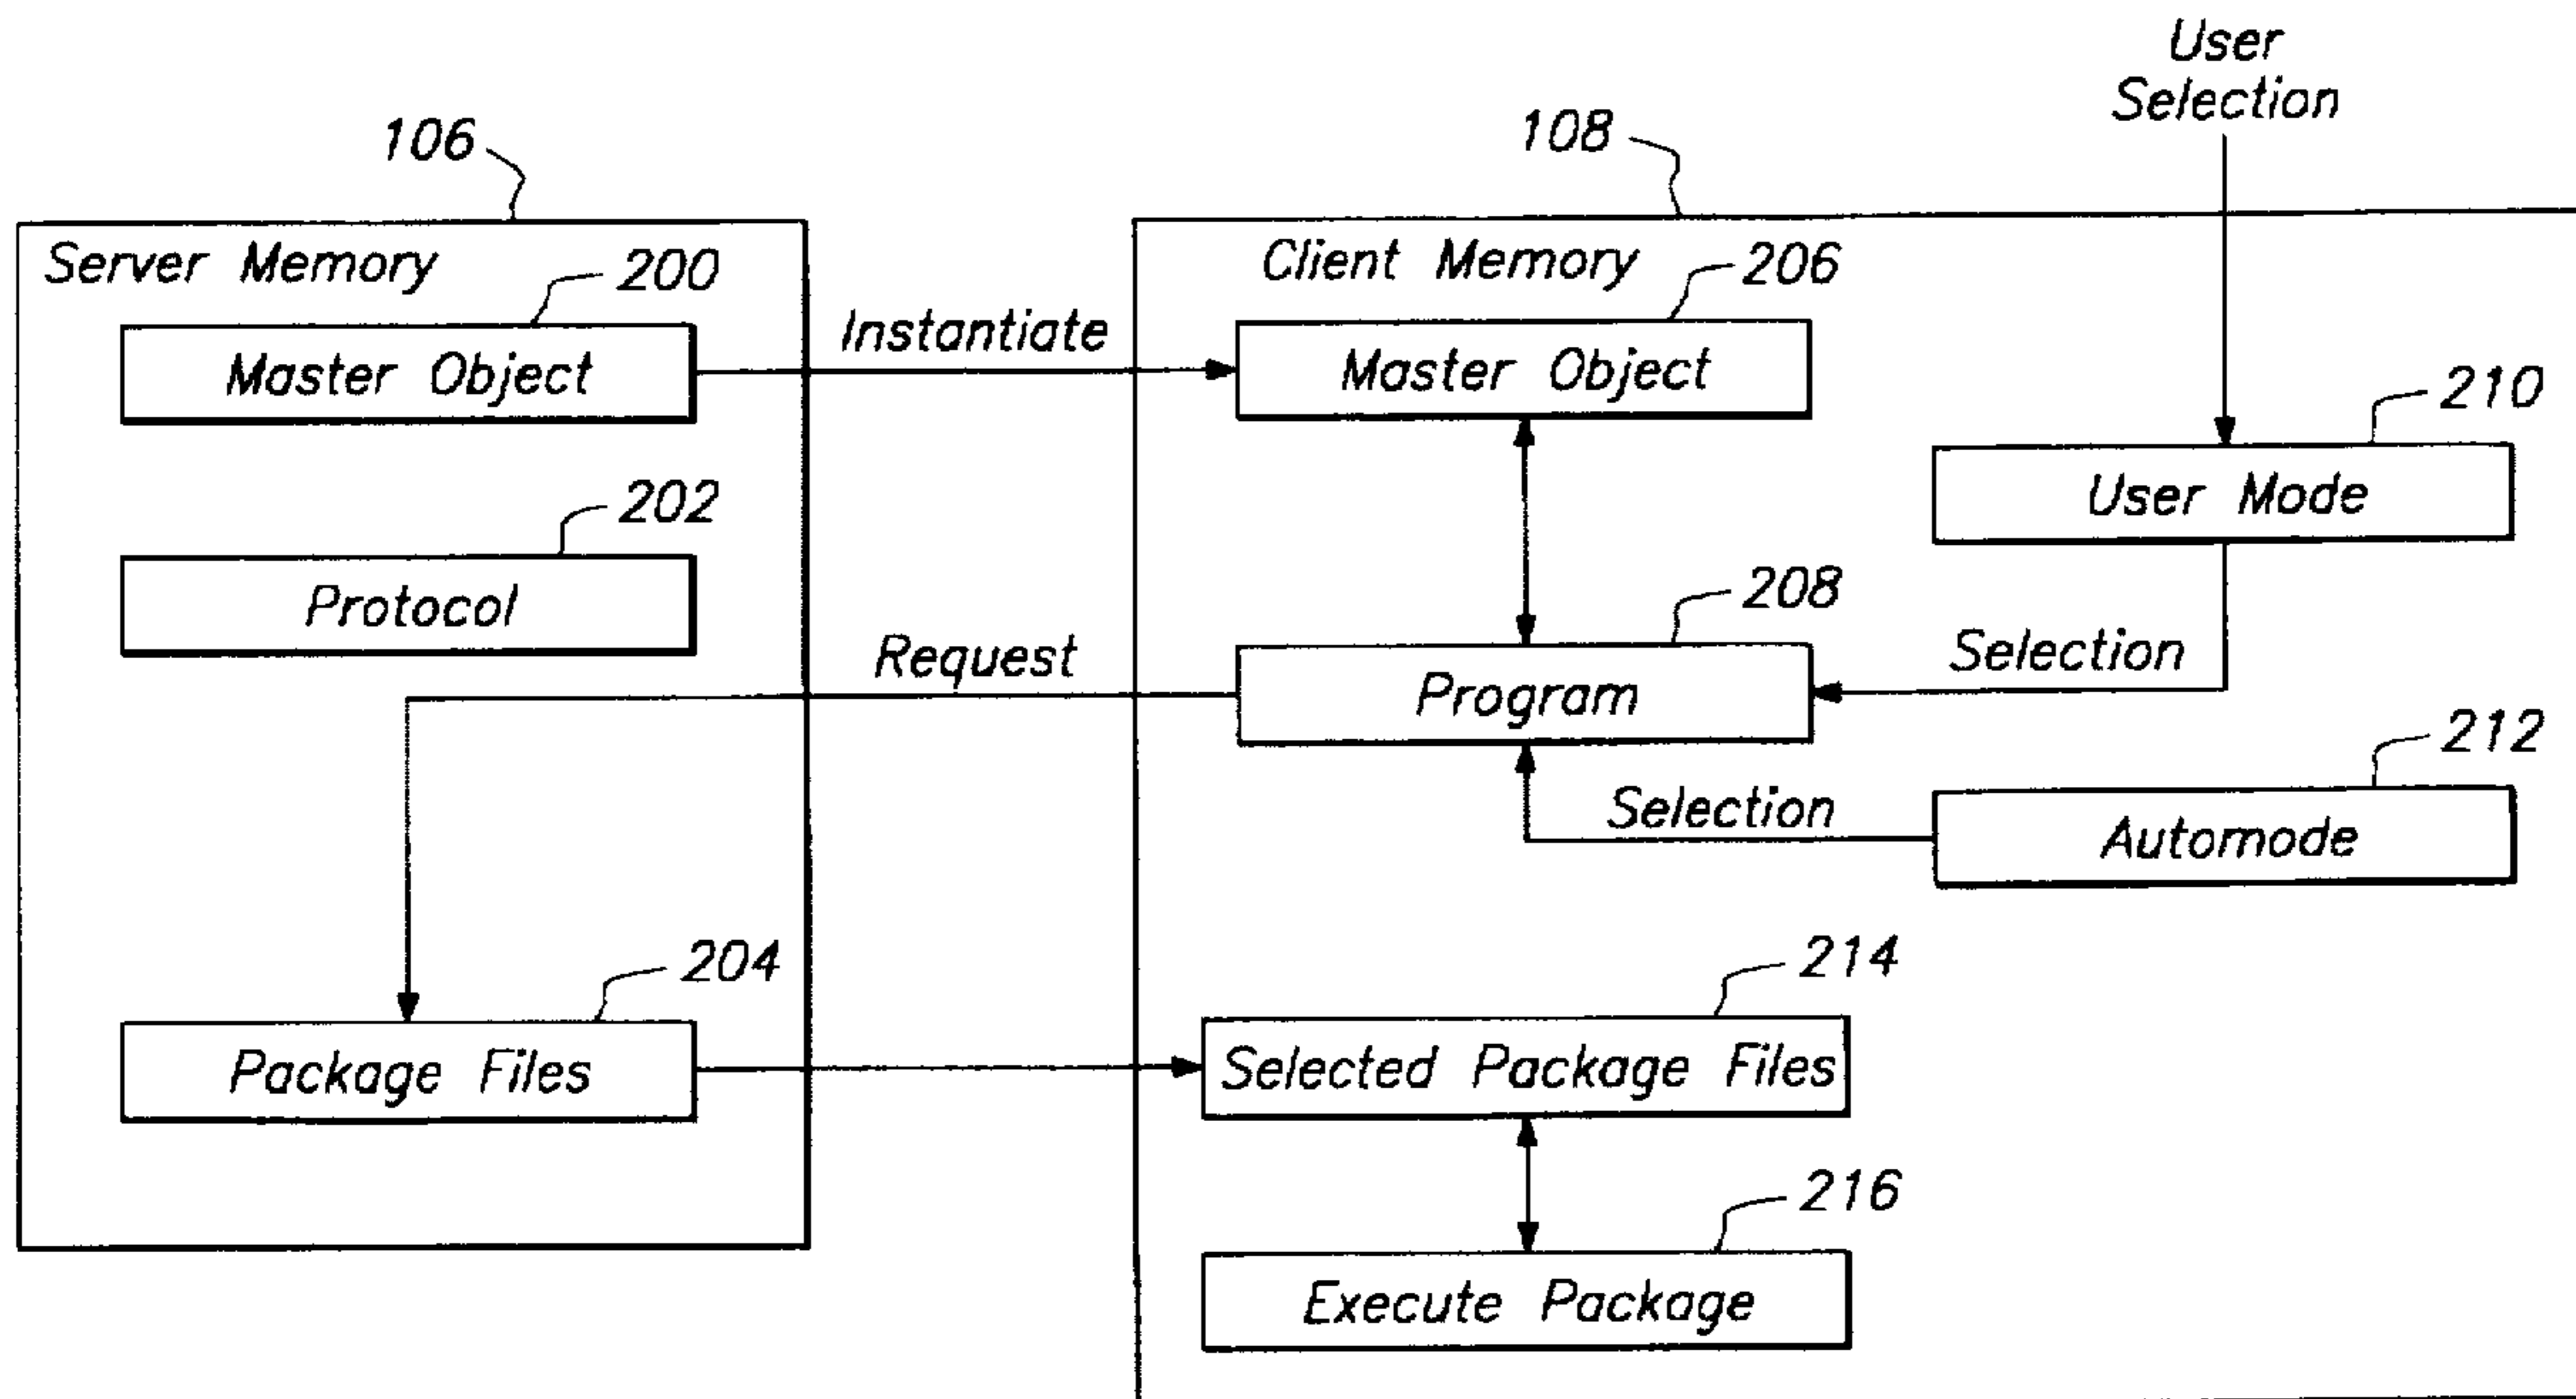 User
Selection
106
108
Server Memory
200
Client Memory
206
Master Object
Instantiate
Master Object
210
User Mode
202
Protocol
208
Request
Program
Selection
212
Selection
Automode
204
Package Files
214
Selected Package Files
216
Execute Package